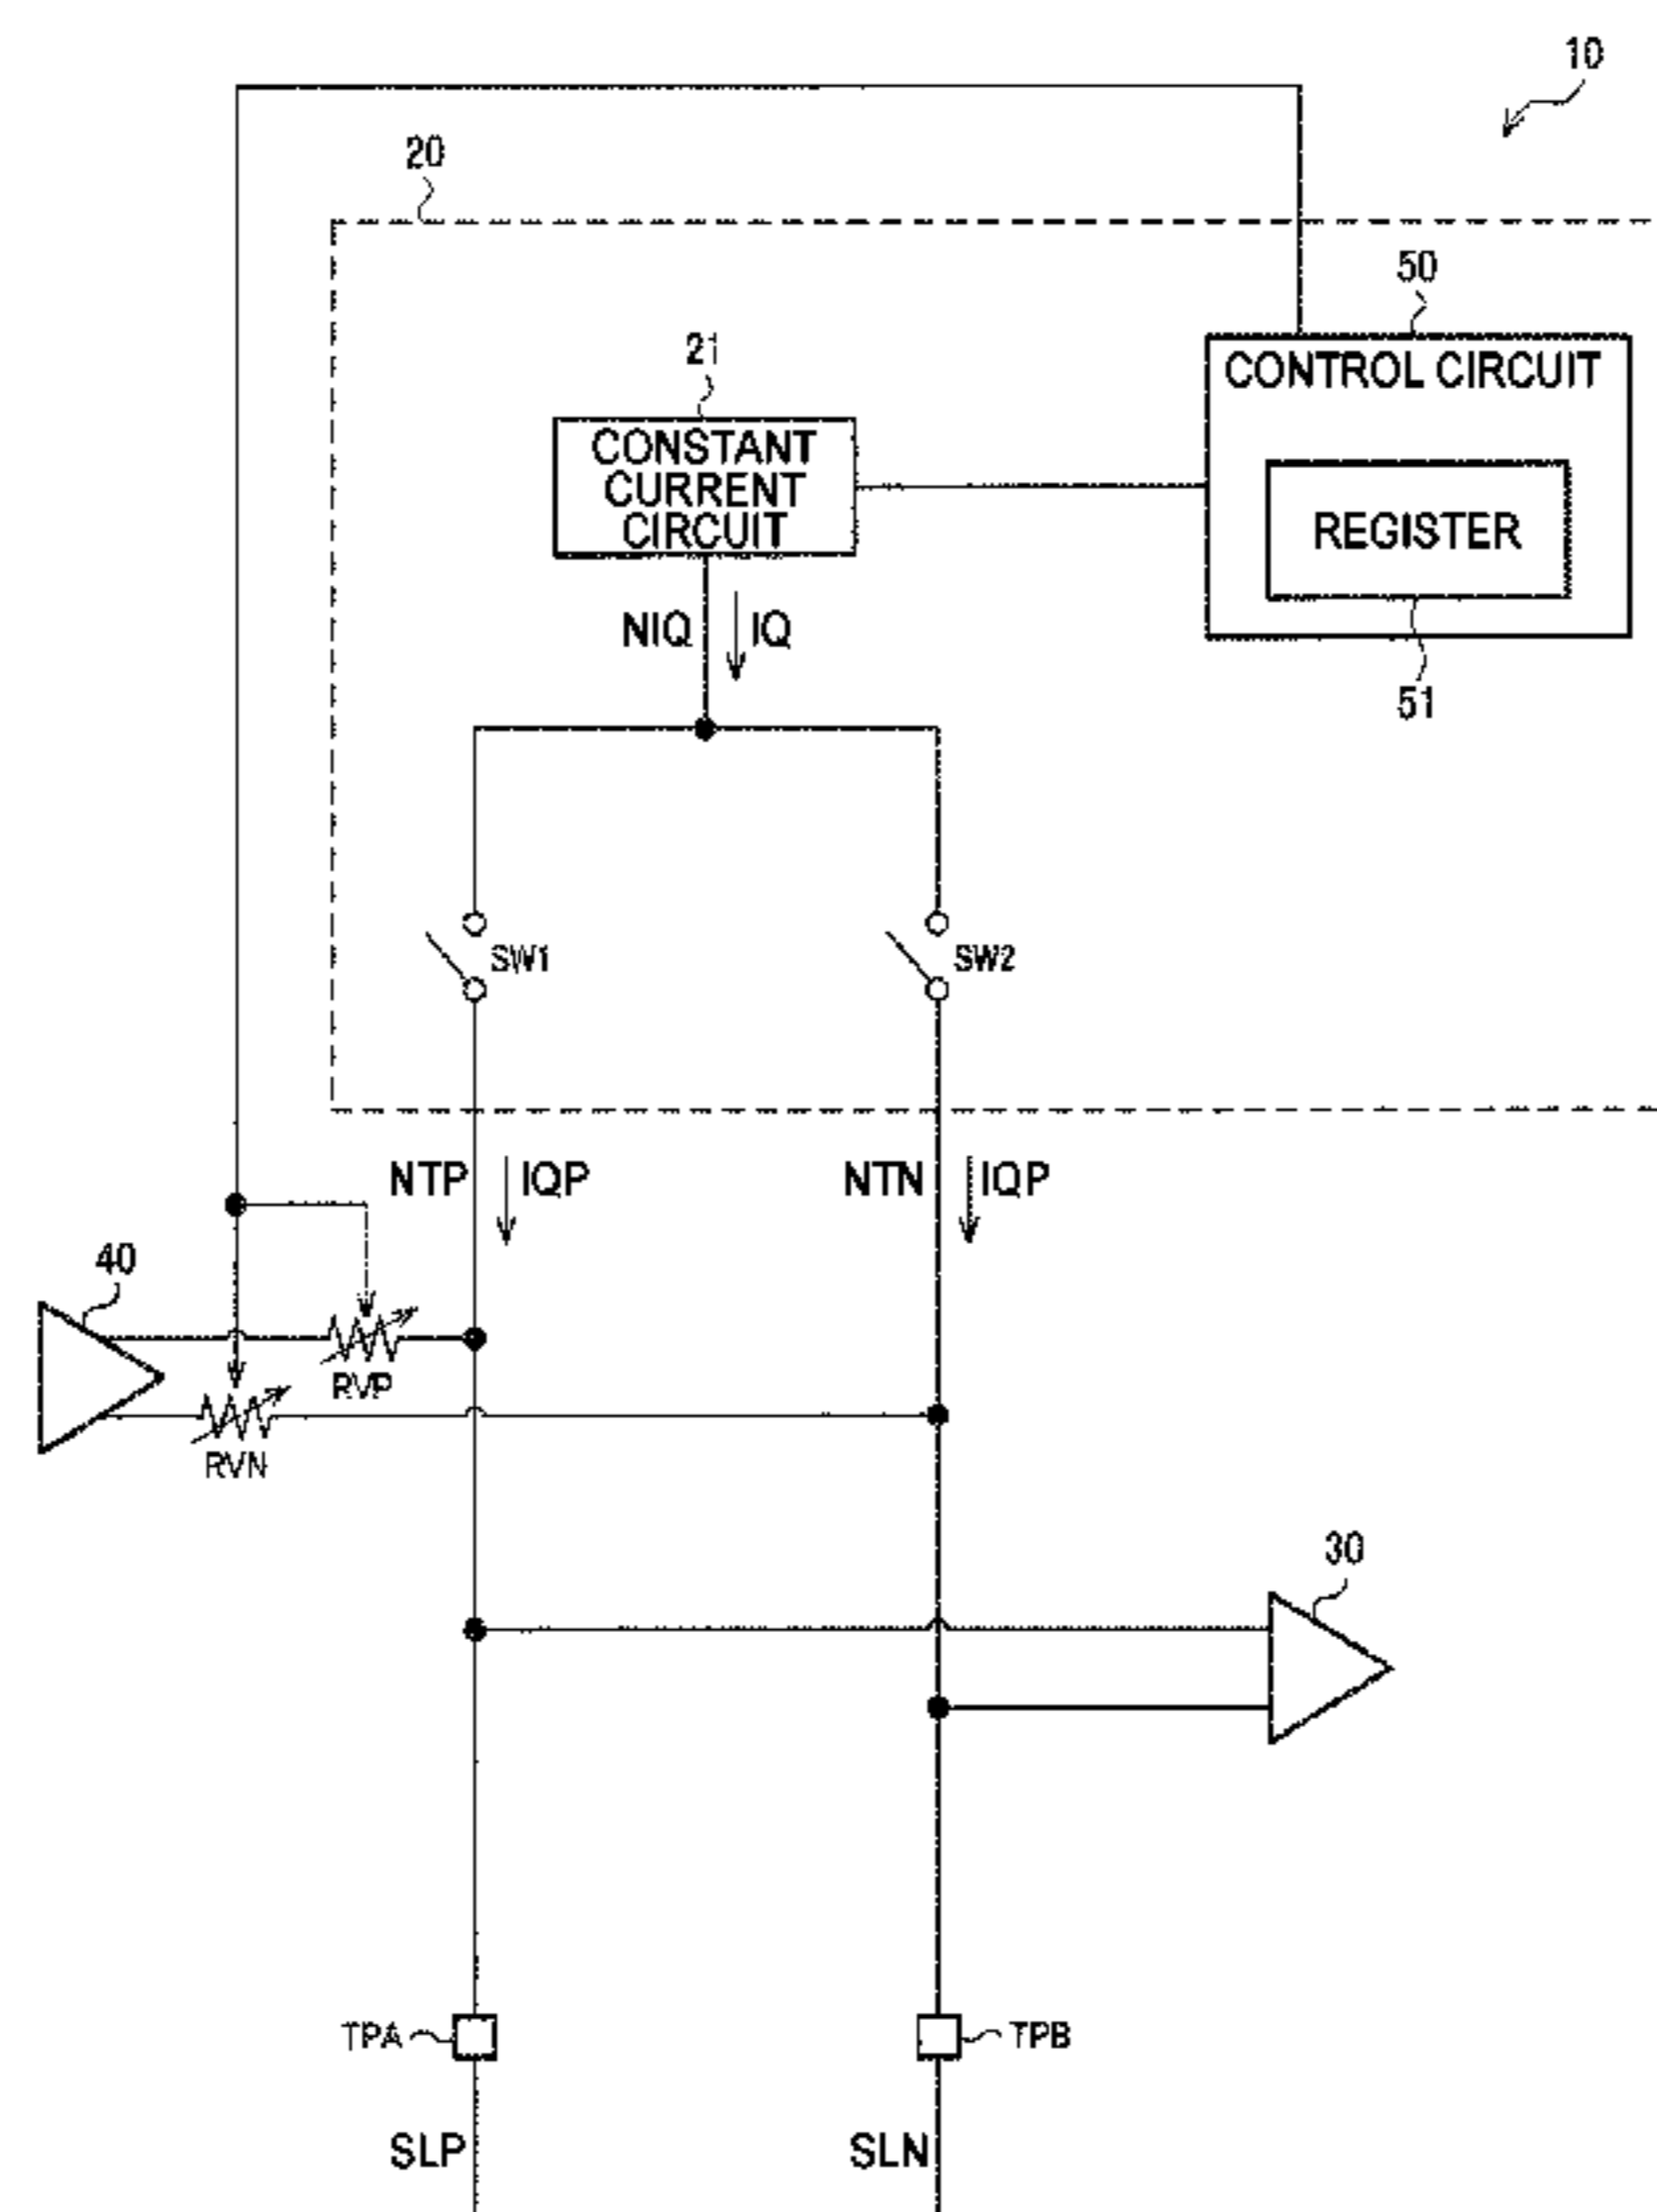 10
20
50
CONTROL CIRCUIT
21
CONSTANT
CURRENT
CIRCUIT
REGISTER
NIQ
IQ
51
SW1
SW2
NTP
IQP
NTN
IQP
40
RVP
RVN
30
TPA
TPB
SLP
SLN